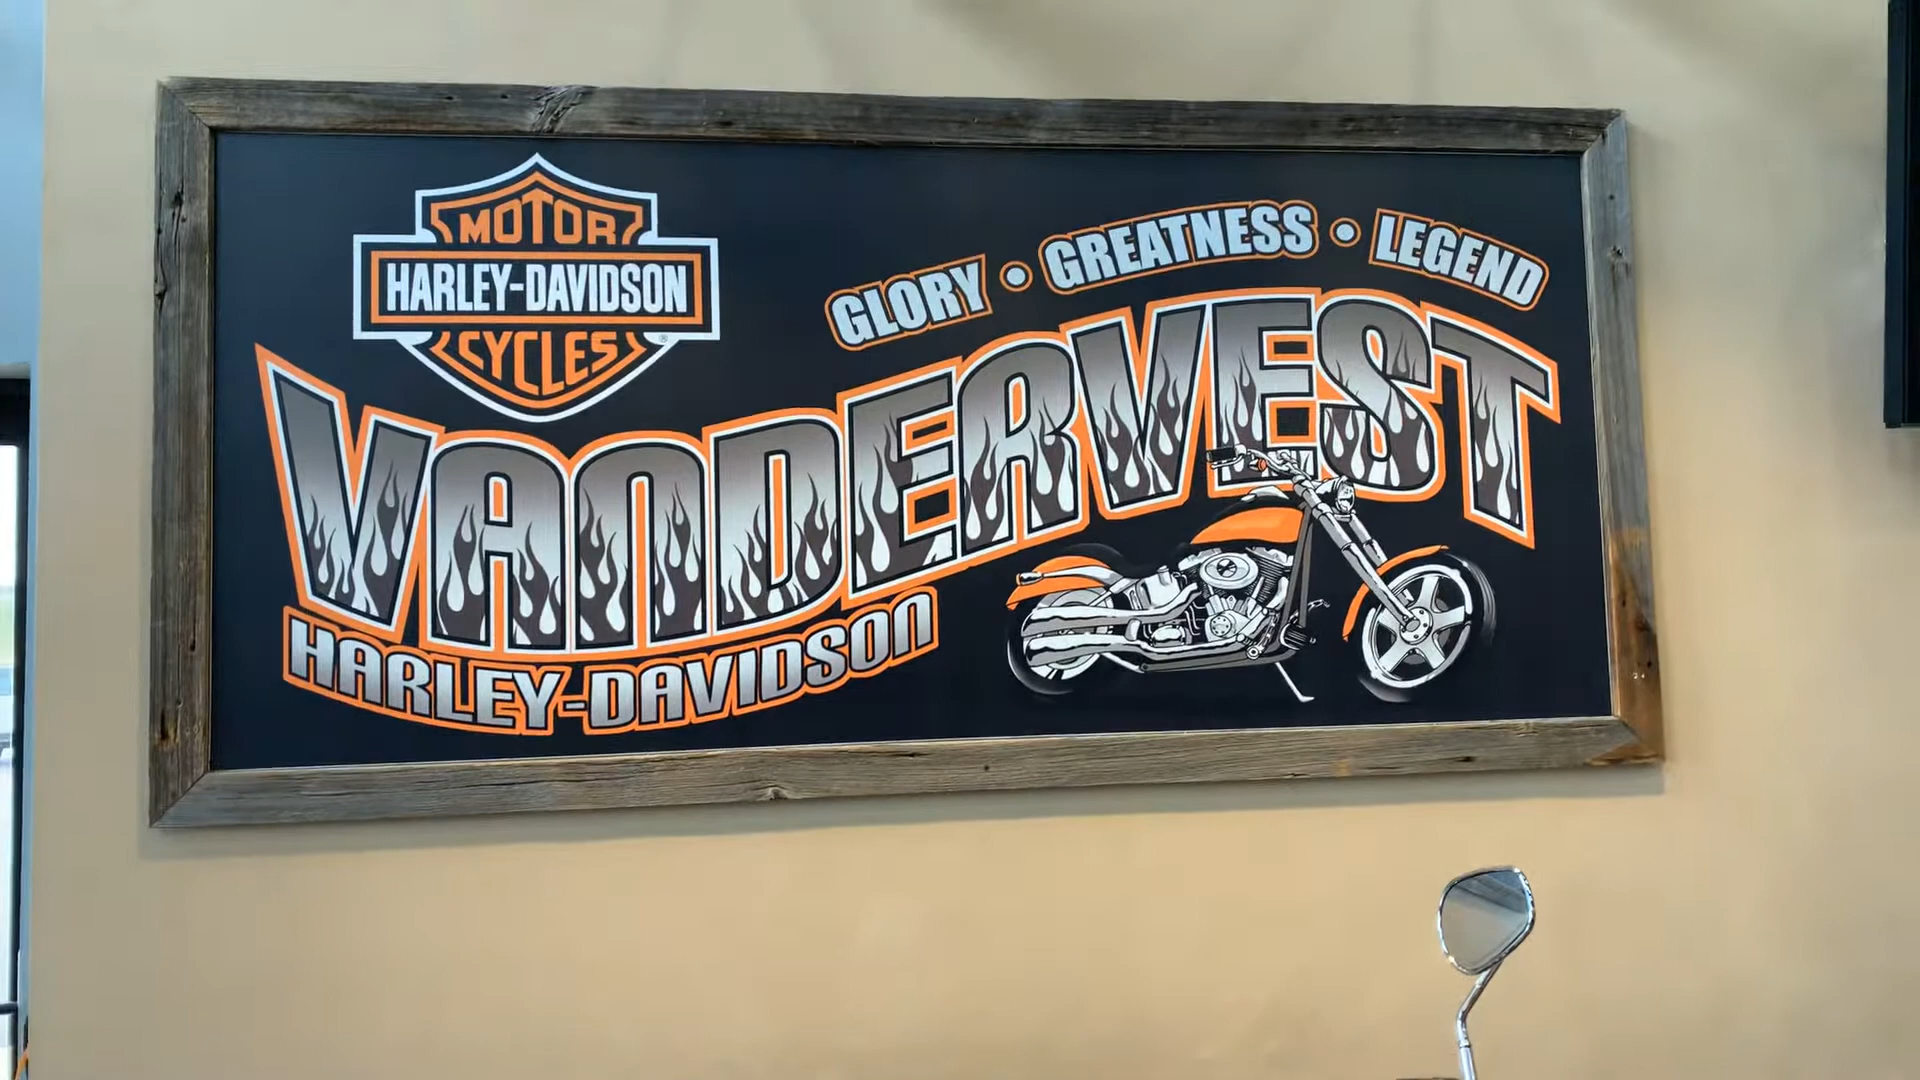 MOTOR
HARLEY-DAVIDSON
CYCLES
®
GLORY • GREATNESS • LEGEND
VANDERVEST
HARLEY-DAVIDSON